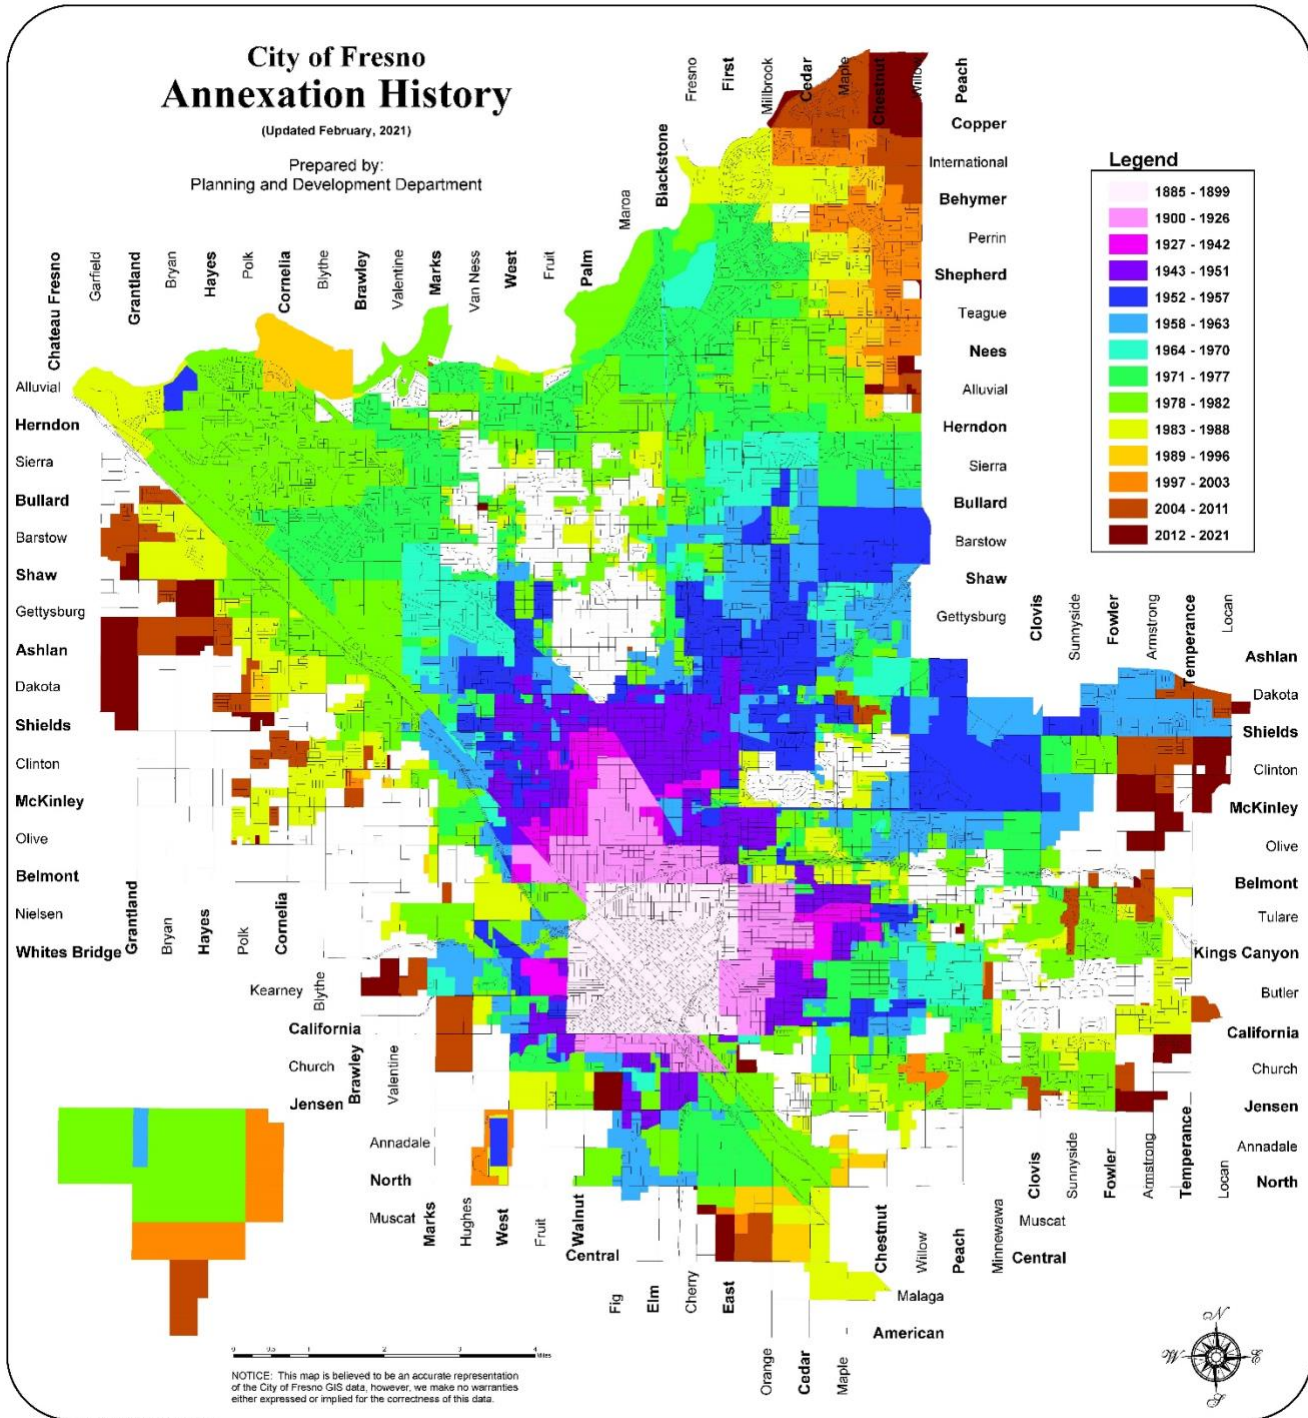 City of Fresno
Annexation History
(Updated February, 2021)
Prepared by:
Planning and Development Department
Fresno
First
Millbrook
Cedar
Maple
Chestnut
Willow
Peach
Copper
International
Behymer
Perrin
Shepherd
Teague
Nees
Alluvial
Herndon
Sierra
Bullard
Barstow
Shaw
Gettysburg
Legend
1885 - 1899
1900 - 1926
1927 - 1942
1943 - 1951
1952 - 1957
1958 - 1963
1964 - 1970
1971 - 1977
1978 - 1982
1983 - 1988
1989 - 1996
1997 - 2003
2004 - 2011
2012 - 2021
Chateau Fresno
Garfield
Grantland
Bryan
Hayes
Polk
Cornelia
Blythe
Brawley
Valentine
Marks
Van Ness
West
Fruit
Palm
Maroa
Blackstone
Alluvial
Herndon
Sierra
Bullard
Barstow
Shaw
Gettysburg
Ashlan
Dakota
Shields
Clinton
McKinley
Olive
Belmont
Nielsen
Whites Bridge
Grantland
Bryan
Hayes
Polk
Cornelia
Clovis
Sunnyside
Fowler
Armstrong
Temperance
Locan
Ashlan
Dakota
Shields
Clinton
McKinley
Olive
Belmont
Tulare
Kings Canyon
Butler
California
Church
Jensen
Annadale
North
Kearney
Blythe
California
Church
Brawley
Valentine
Jensen
Annadale
North
Muscat
Marks
Hughes
West
Fruit
Walnut
Central
Fig
Elm
Cherry
East
Orange
Cedar
Maple
Chestnut
Willow
Peach
Minnewawa
Clovis
Sunnyside
Fowler
Armstrong
Temperance
Locan
Muscat
Central
Malaga
American
0 0.5 1 2 3 4 Miles
NOTICE: This map is believed to be an accurate representation
of the City of Fresno GIS data, however, we make no warranties
either expressed or implied for the correctness of this data.
N
E
S
W